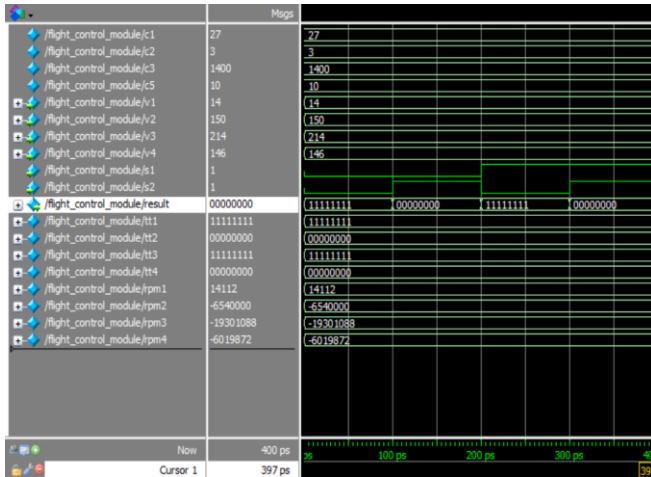 Msgs
/flight_control_module/c1 27 27
/flight_control_module/c2 3 3
/flight_control_module/c3 1400 1400
/flight_control_module/c5 10 10
/flight_control_module/v1 14 14
/flight_control_module/v2 150 150
/flight_control_module/v3 214 214
/flight_control_module/v4 146 146
/flight_control_module/s1 1
/flight_control_module/s2 1
/flight_control_module/result 00000000 11111111 00000000 11111111 00000000
/flight_control_module/tt1 11111111 11111111
/flight_control_module/tt2 00000000 00000000
/flight_control_module/tt3 11111111 11111111
/flight_control_module/tt4 00000000 00000000
/flight_control_module/rpm1 14112 14112
/flight_control_module/rpm2 -6540000 -6540000
/flight_control_module/rpm3 -19301088 -19301088
/flight_control_module/rpm4 -6019872 -6019872
Now 400 ps ps 100 ps 200 ps 300 ps 40
Cursor 1 397 ps 39